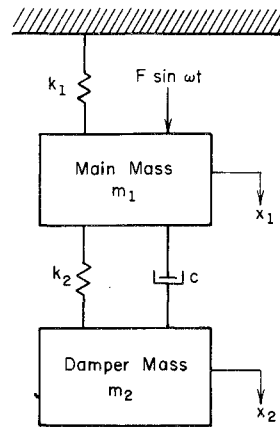 F sin ωt
k₁
Main Mass
m₁
x₁
k₂
c
Damper Mass
m₂
x₂